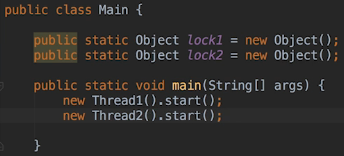 public class Main {
public static Object lock1 = new Object();
public static Object lock2 = new Object();
public static void main(String[] args) {
new Thread1().start();
new Thread2().start();
}